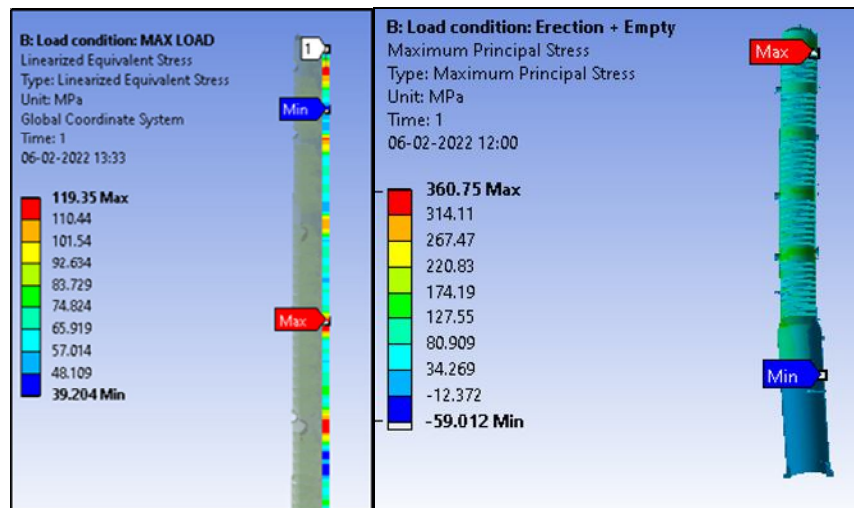 B: Load condition: MAX LOAD
Linearized Equivalent Stress
Type: Linearized Equivalent Stress
Unit: MPa
Global Coordinate System
Time: 1
06-02-2022 13:33
119.35 Max
110.44
101.54
92.634
83.729
74.824
65.919
57.014
48.109
39.204 Min
1
Min
Max
B: Load condition: Erection + Empty
Maximum Principal Stress
Type: Maximum Principal Stress
Unit: MPa
Time: 1
06-02-2022 12:00
360.75 Max
314.11
267.47
220.83
174.19
127.55
80.909
34.269
-12.372
-59.012 Min
Max
Min